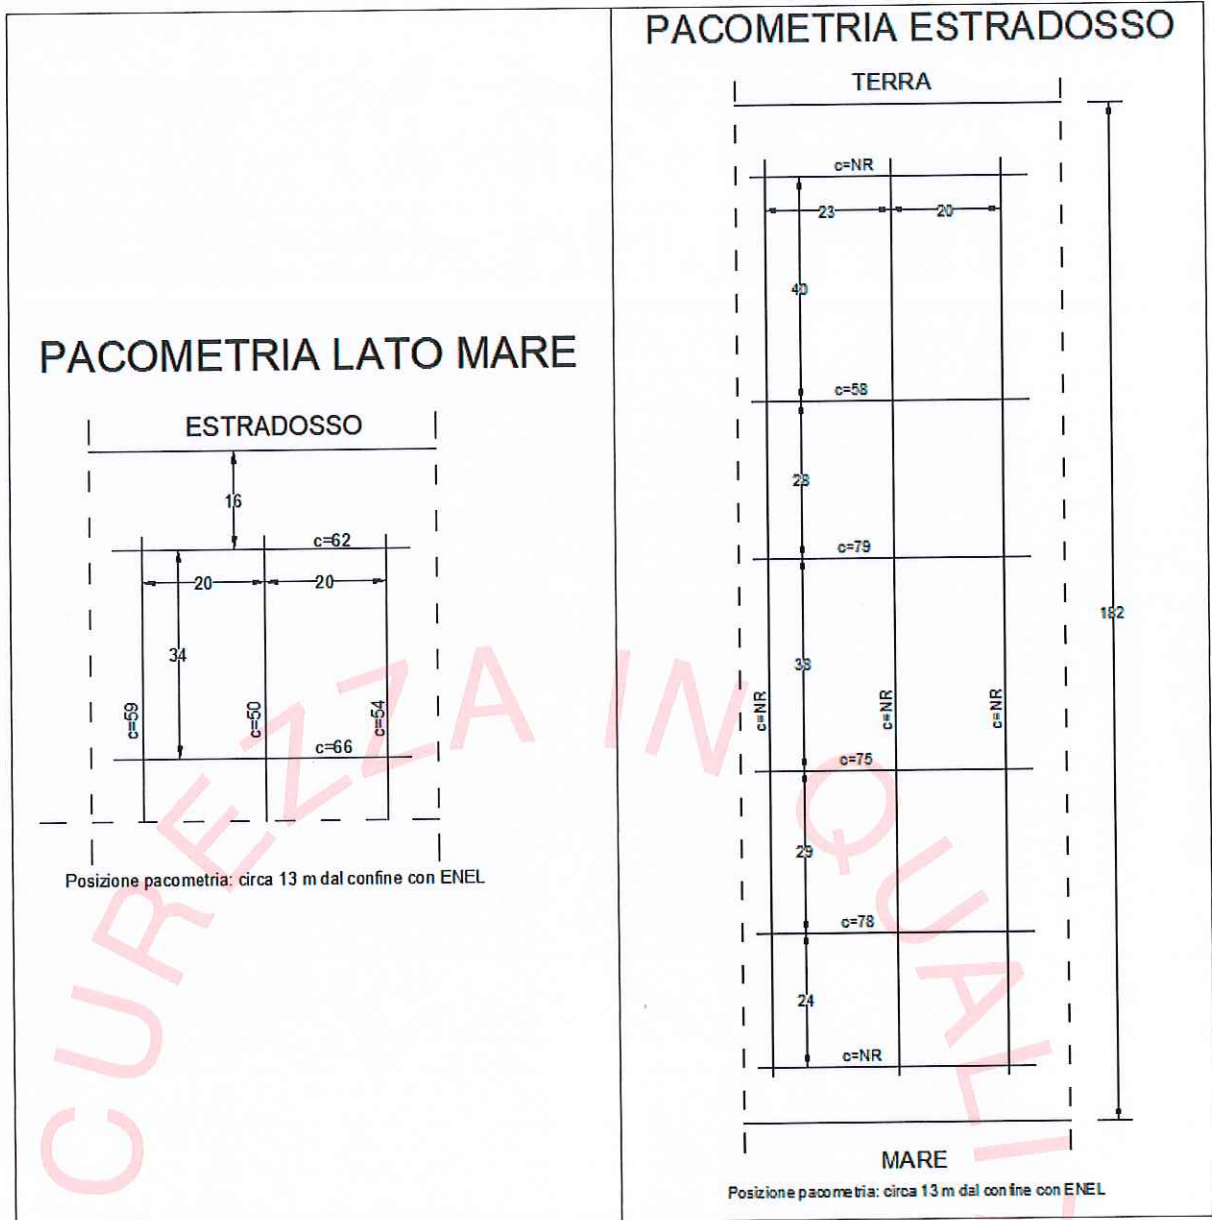 PACOMETRIA LATO MARE
ESTRADOSSO
16
c=62
20
20
34
c=59
c=50
c=54
c=66
Posizione pacometria: circa 13 m dal confine con ENEL
PACOMETRIA ESTRADOSSO
TERRA
c=NR
23
20
40
c=58
28
c=79
182
38
c=NR
c=NR
c=NR
c=75
29
c=78
24
c=NR
MARE
Posizione pacometria: circa 13 m dal confine con ENEL
CUREZZA IN QUALI